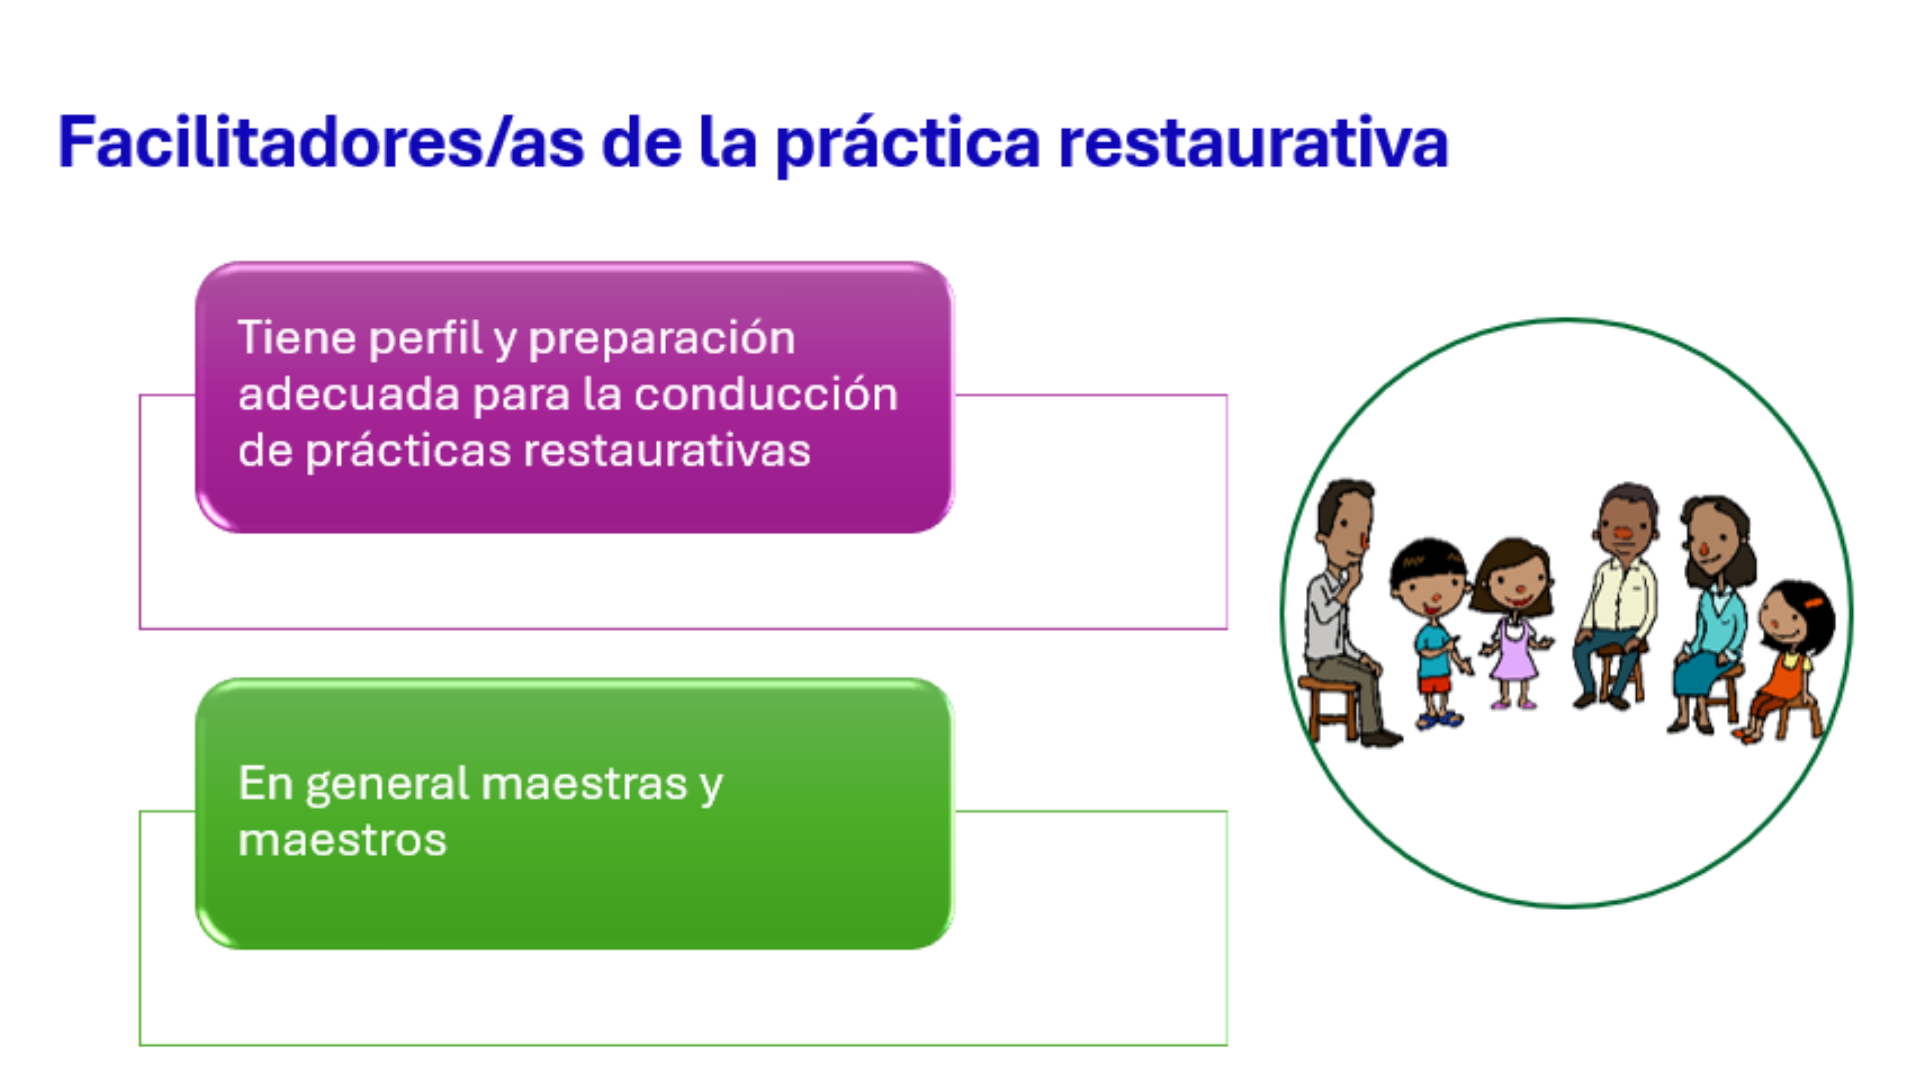 Facilitadores/as de la práctica restaurativa
Tiene perfil y preparación
adecuada para la conducción
de prácticas restaurativas
En general maestras y
maestros